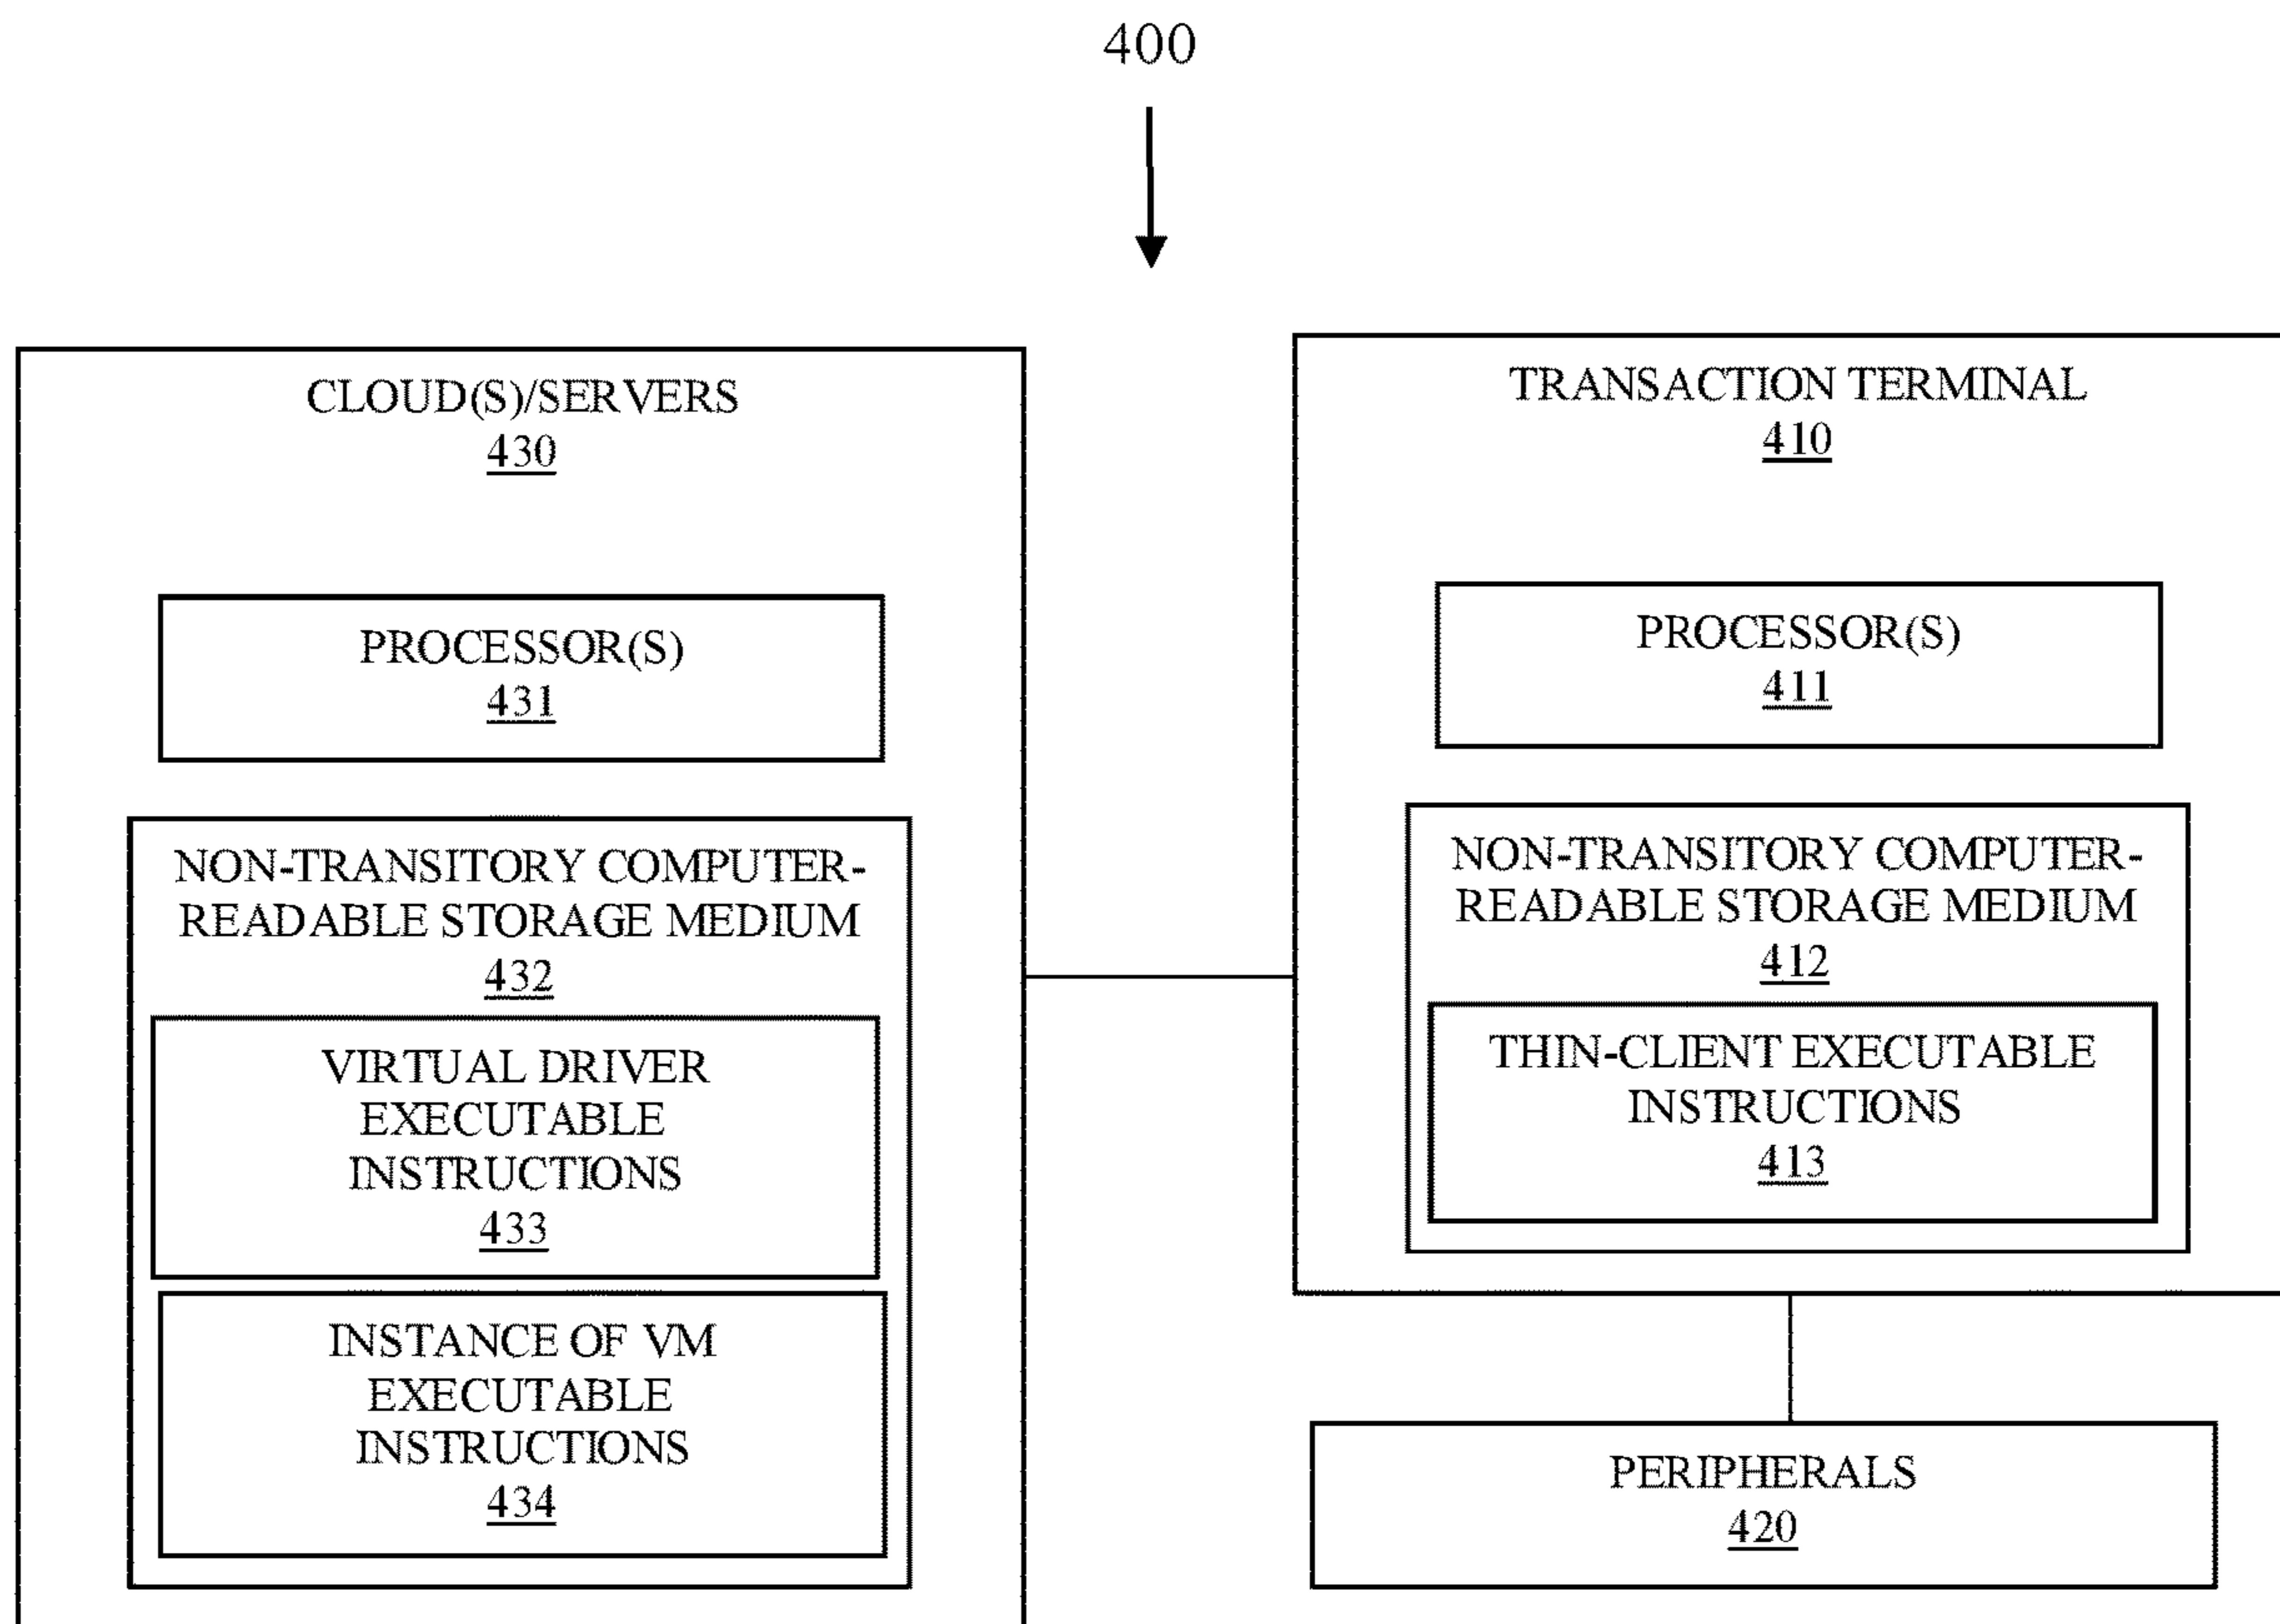 400
CLOUD(S)/SERVERS
430
PROCESSOR(S)
431
NON-TRANSITORY COMPUTER-
READABLE STORAGE MEDIUM
432
VIRTUAL DRIVER
EXECUTABLE
INSTRUCTIONS
433
INSTANCE OF VM
EXECUTABLE
INSTRUCTIONS
434
TRANSACTION TERMINAL
410
PROCESSOR(S)
411
NON-TRANSITORY COMPUTER-
READABLE STORAGE MEDIUM
412
THIN-CLIENT EXECUTABLE
INSTRUCTIONS
413
PERIPHERALS
420